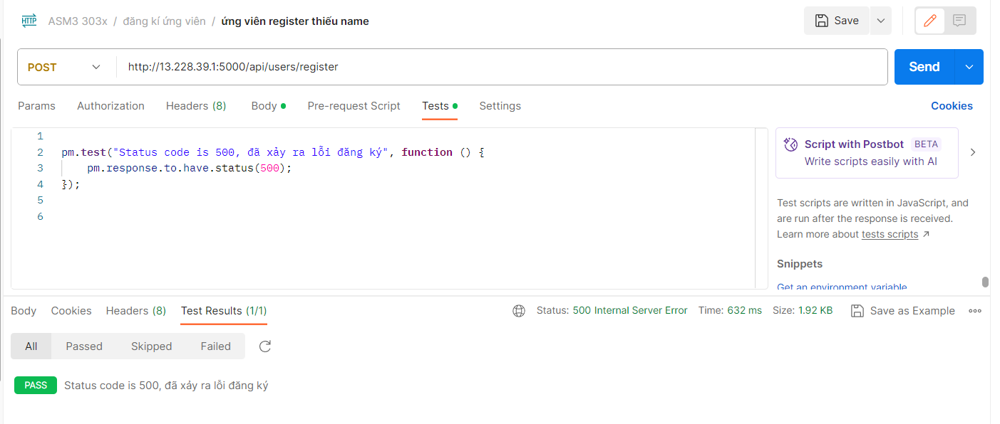 HTTP ASM3 303x / đăng kí ứng viên / ứng viên register thiếu name Save
POST http://13.228.39.1:5000/api/users/register Send
Params Authorization Headers (8) Body Pre-request Script Tests Settings Cookies
1
2 pm.test("Status code is 500, đã xảy ra lỗi đăng ký", function () {
3 pm.response.to.have.status(500);
4 });
5
6
Script with Postbot BETA
Write scripts easily with AI
Test scripts are written in JavaScript, and
are run after the response is received.
Learn more about tests scripts ↗
Snippets
Get an environment variable
Body Cookies Headers (8) Test Results (1/1) Status: 500 Internal Server Error Time: 632 ms Size: 1.92 KB Save as Example
All Passed Skipped Failed
PASS Status code is 500, đã xảy ra lỗi đăng ký